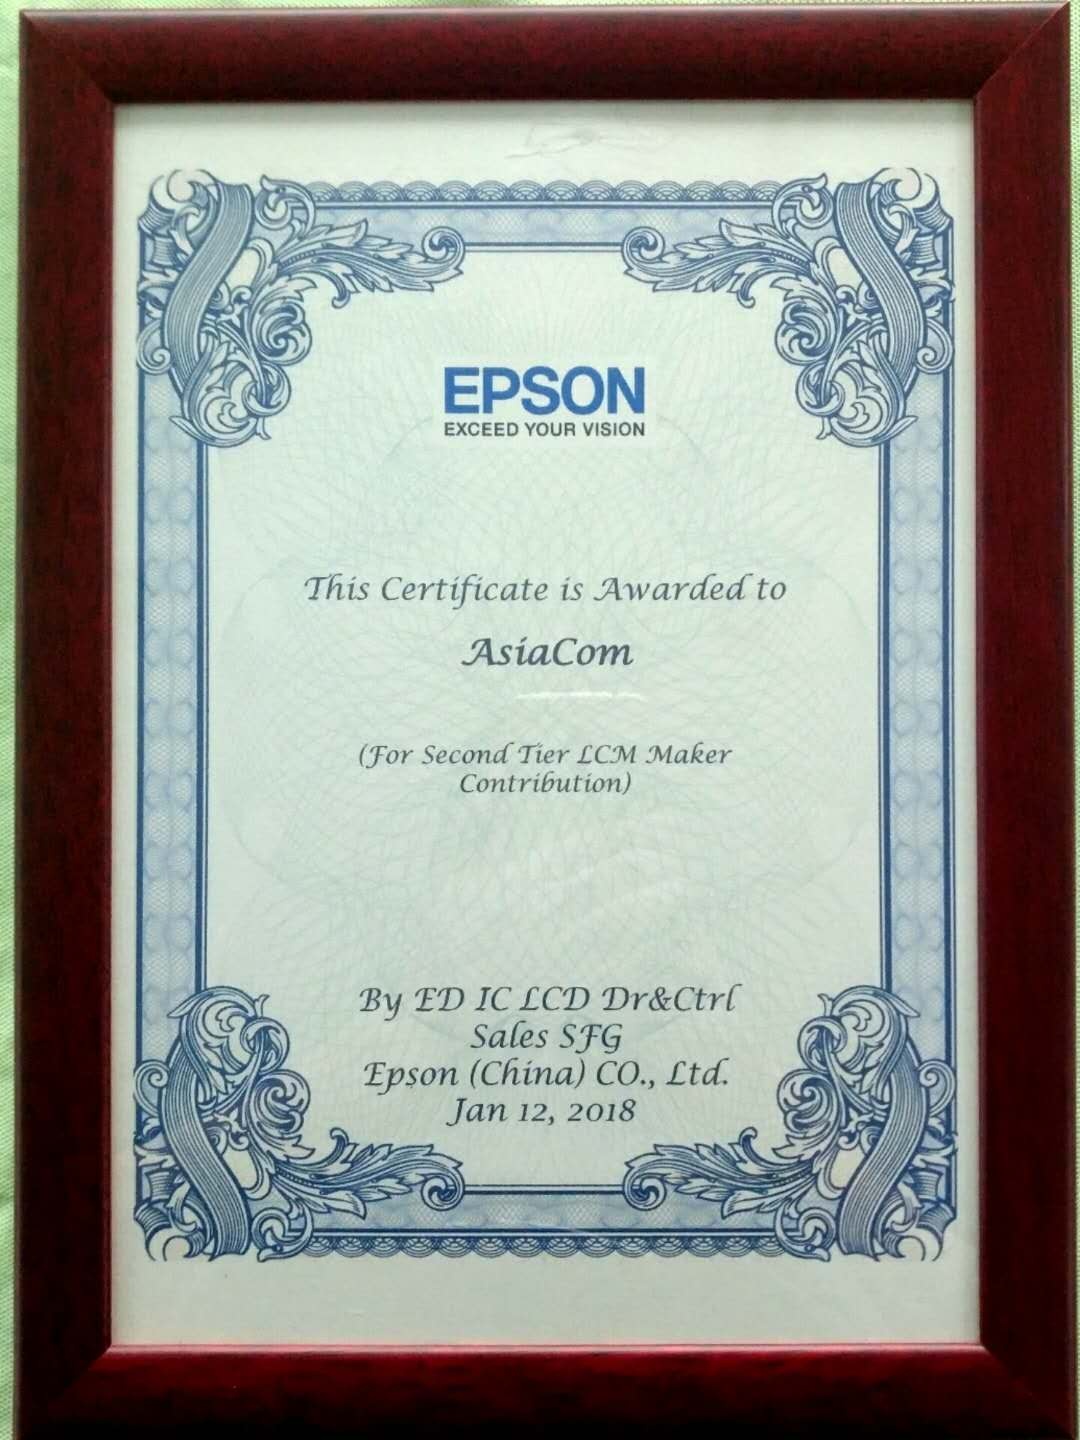 EPSON
EXCEED YOUR VISION
This Certificate is Awarded to
AsiaCom
(For Second Tier LCM Maker
Contribution)
By ED IC LCD Dr&Ctrl
Sales SFG
Epson (China) CO., Ltd.
Jan 12, 2018